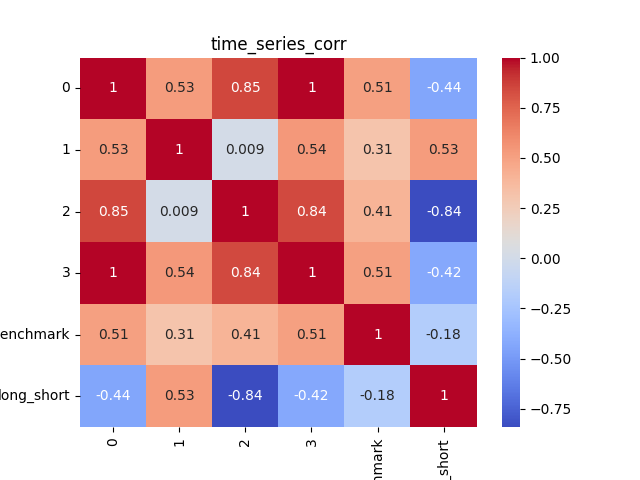 time_series_corr
0 1 0.53 0.85 1 0.51 -0.44
1 0.53 1 0.009 0.54 0.31 0.53
2 0.85 0.009 1 0.84 0.41 -0.84
3 1 0.54 0.84 1 0.51 -0.42
enchmark 0.51 0.31 0.41 0.51 1 -0.18
long_short -0.44 0.53 -0.84 -0.42 -0.18 1
0 1 2 3 hmark _short
1.00
0.75
0.50
0.25
0.00
−0.25
−0.50
−0.75